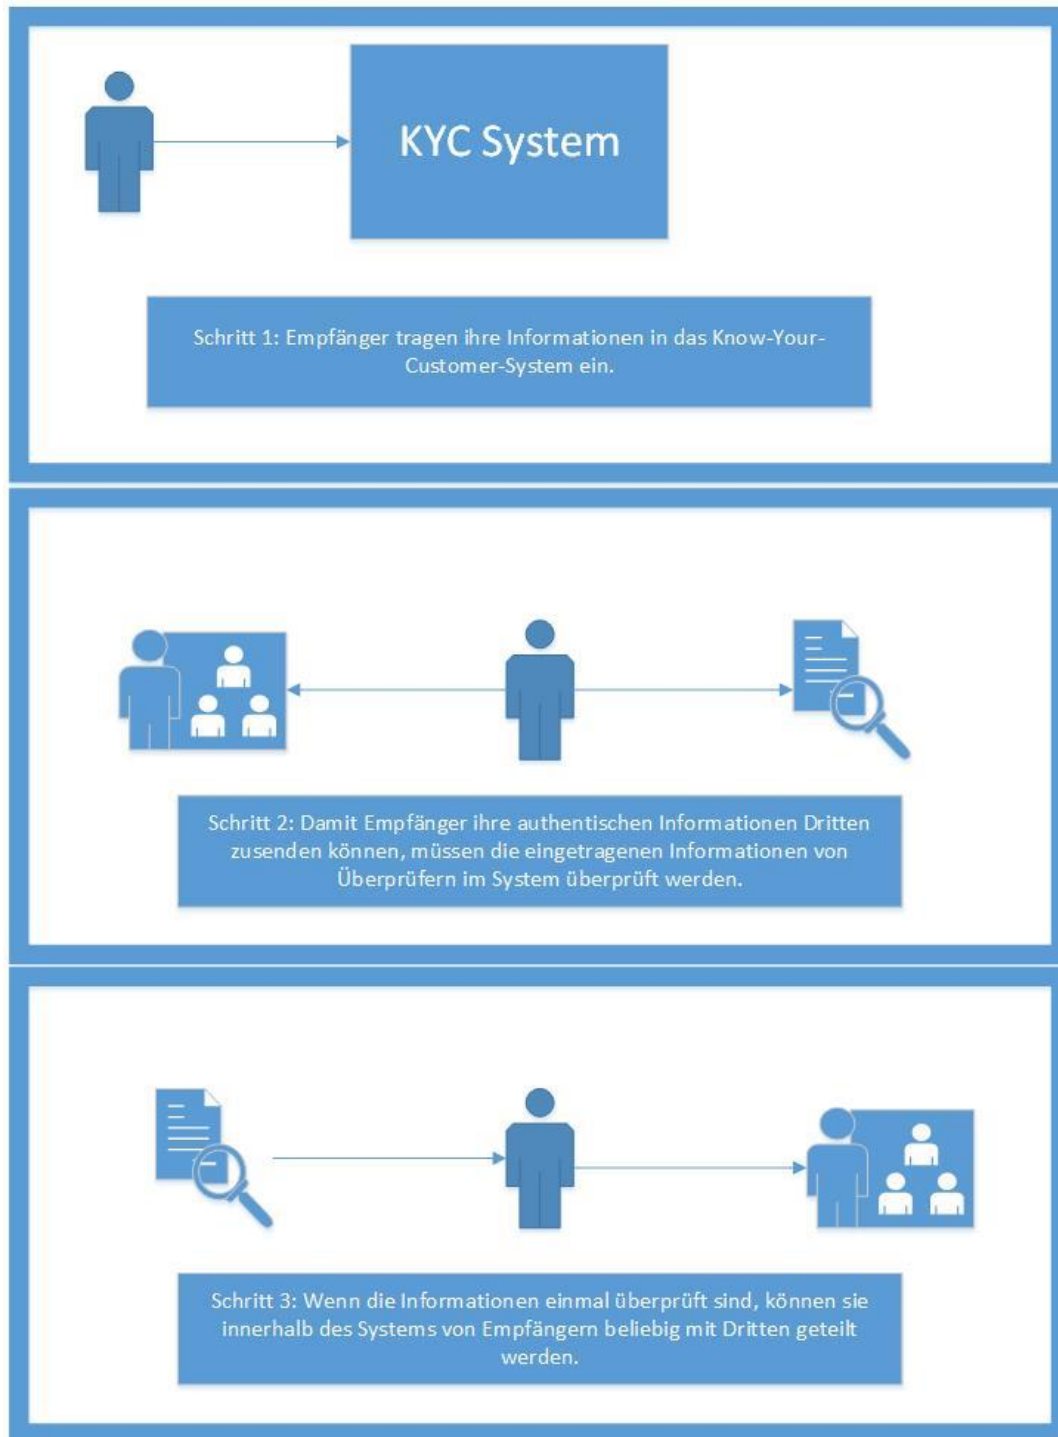 KYC System
Schritt 1: Empfänger tragen ihre Informationen in das Know-Your-
Customer-System ein.
Schritt 2: Damit Empfänger ihre authentischen Informationen Dritten
zusenden können, müssen die eingetragenen Informationen von
Überprüfern im System überprüft werden.
Schritt 3: Wenn die Informationen einmal überprüft sind, können sie
innerhalb des Systems von Empfängern beliebig mit Dritten geteilt
werden.